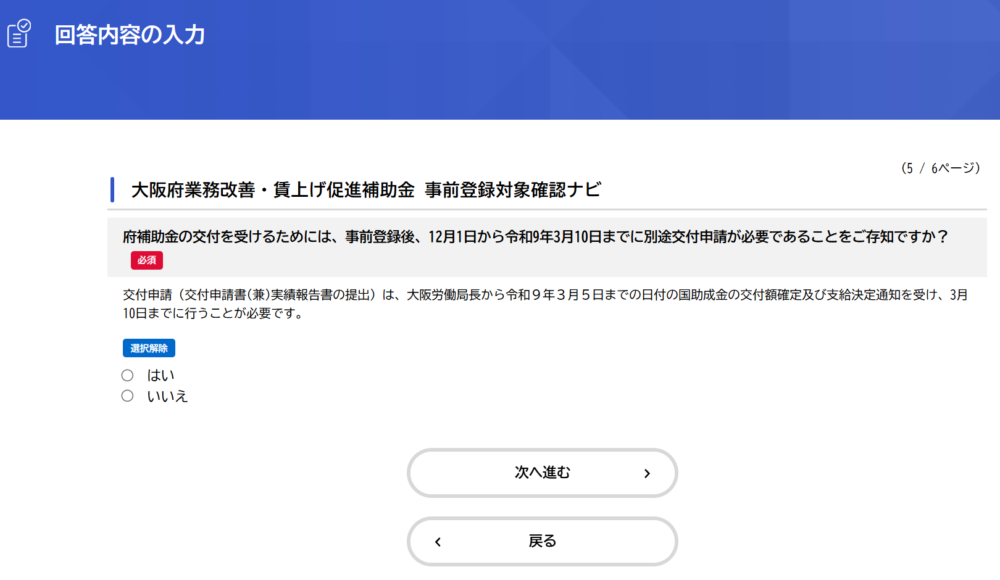 回答内容の入力
（5 / 6ページ）
大阪府業務改善・賃上げ促進補助金 事前登録対象確認ナビ
府補助金の交付を受けるためには、事前登録後、12月1日から令和9年3月10日までに別途交付申請が必要であることをご存知ですか？
必須
交付申請（交付申請書(兼)実績報告書の提出）は、大阪労働局長から令和９年３月５日までの日付の国助成金の交付額確定及び支給決定通知を受け、3月
10日までに行うことが必要です。
選択解除
はい
いいえ
次へ進む
戻る